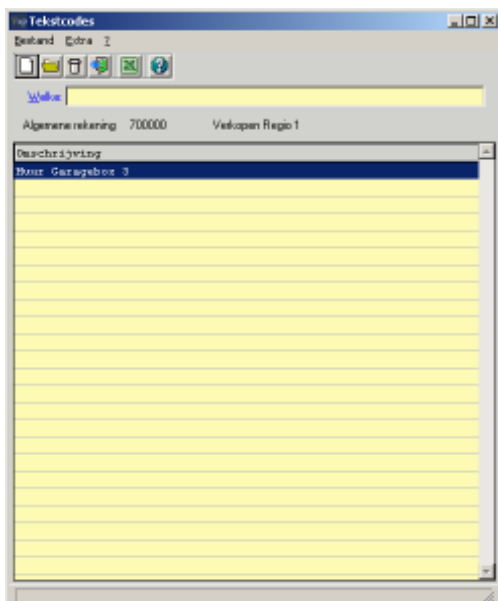 Tekstcodes
Bestand Extra ?
Welke
Algemene rekening 700000 Verkopen Regio 1
Omschrijving
Huur Garagebox 3